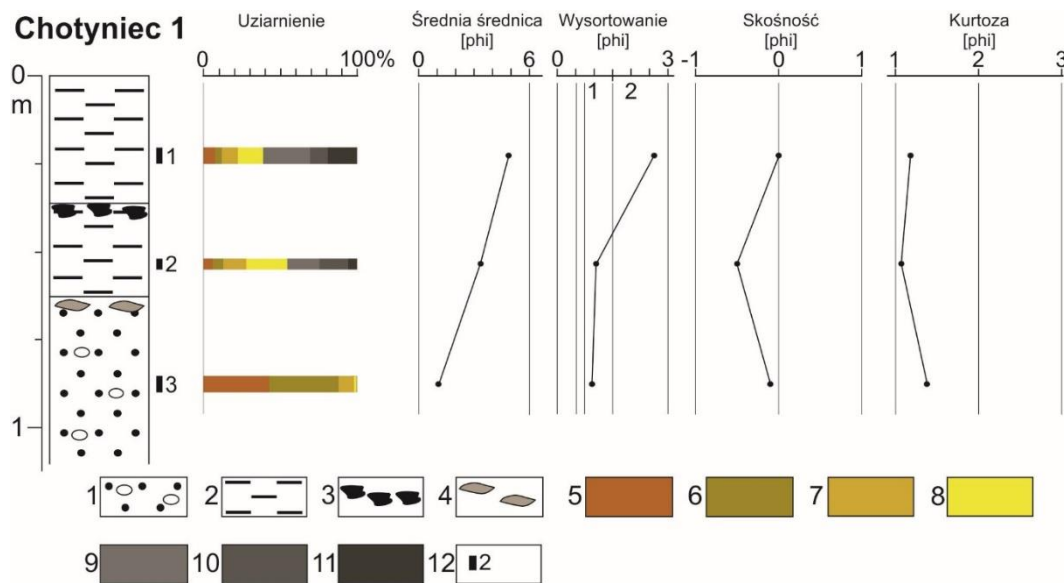 Chotyniec 1
Uziarnienie
Średnia średnica
[phi]
Wysortowanie
[phi]
Skośność
[phi]
Kurtoza
[phi]
0
m
0 100%
0 6
0 3
-1 0 1
1 2 3
1 2
1
2
3
1
1 2 3 4 5 6 7 8
9 10 11 12 2